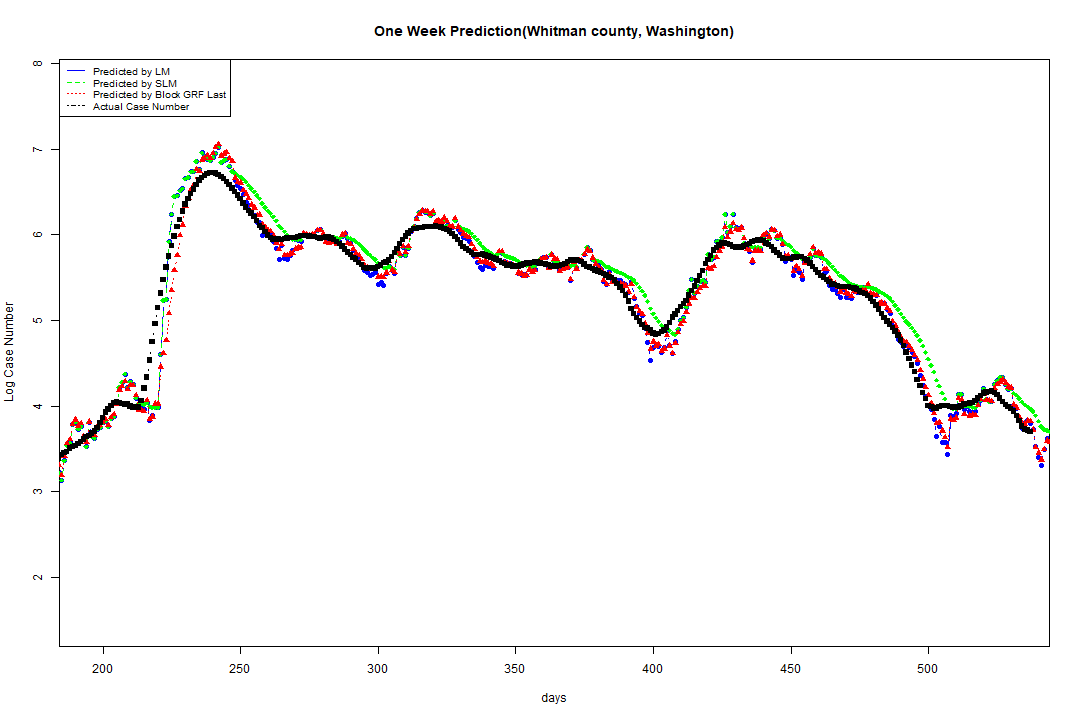 One Week Prediction(Whitman county, Washington)
Predicted by LM
Predicted by SLM
Predicted by Block GRF Last
Actual Case Number
8
7
6
5
4
3
2
Log Case Number
200 250 300 350 400 450 500
days